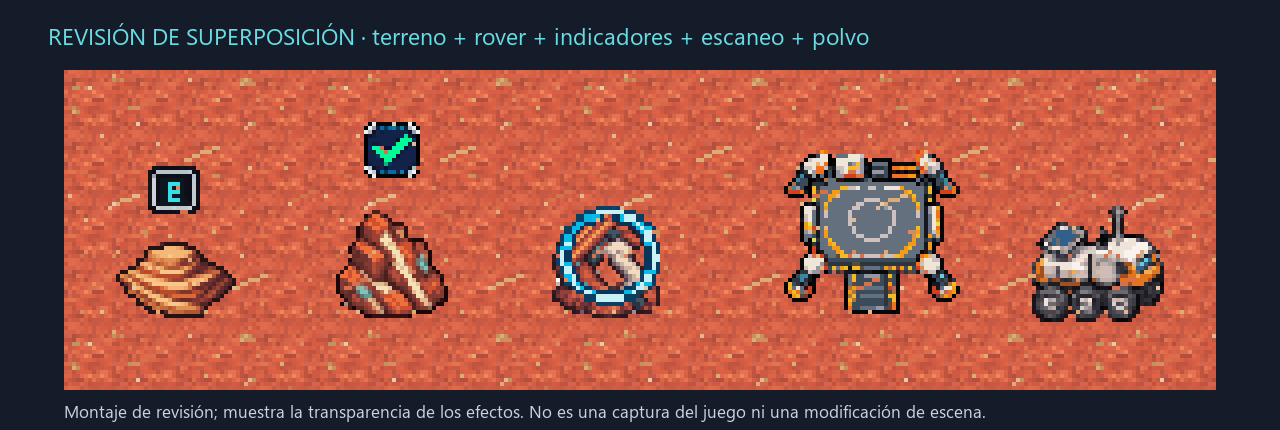 REVISIÓN DE SUPERPOSICIÓN · terreno + rover + indicadores + escaneo + polvo
E
Montaje de revisión; muestra la transparencia de los efectos. No es una captura del juego ni una modificación de escena.